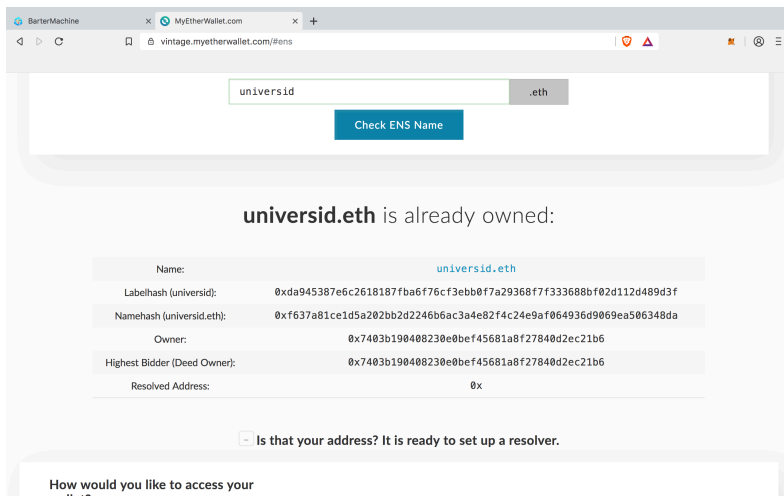 BarterMachine
MyEtherWallet.com
vintage.myetherwallet.com/#ens
universid
.eth
Check ENS Name
universid.eth is already owned:
Name: universid.eth
Labelhash (universid): 0xda945387e6c2618187fba6f76cf3ebb0f7a29368f7f333688bf02d112d489d3f
Namehash (universid.eth): 0xf637a81ce1d5a202bb2d2246b6ac3a4e82f4c24e9af064936d9069ea506348da
Owner: 0x7403b190408230e0bef45681a8f27840d2ec21b6
Highest Bidder (Deed Owner): 0x7403b190408230e0bef45681a8f27840d2ec21b6
Resolved Address: 0x
- Is that your address? It is ready to set up a resolver.
How would you like to access your